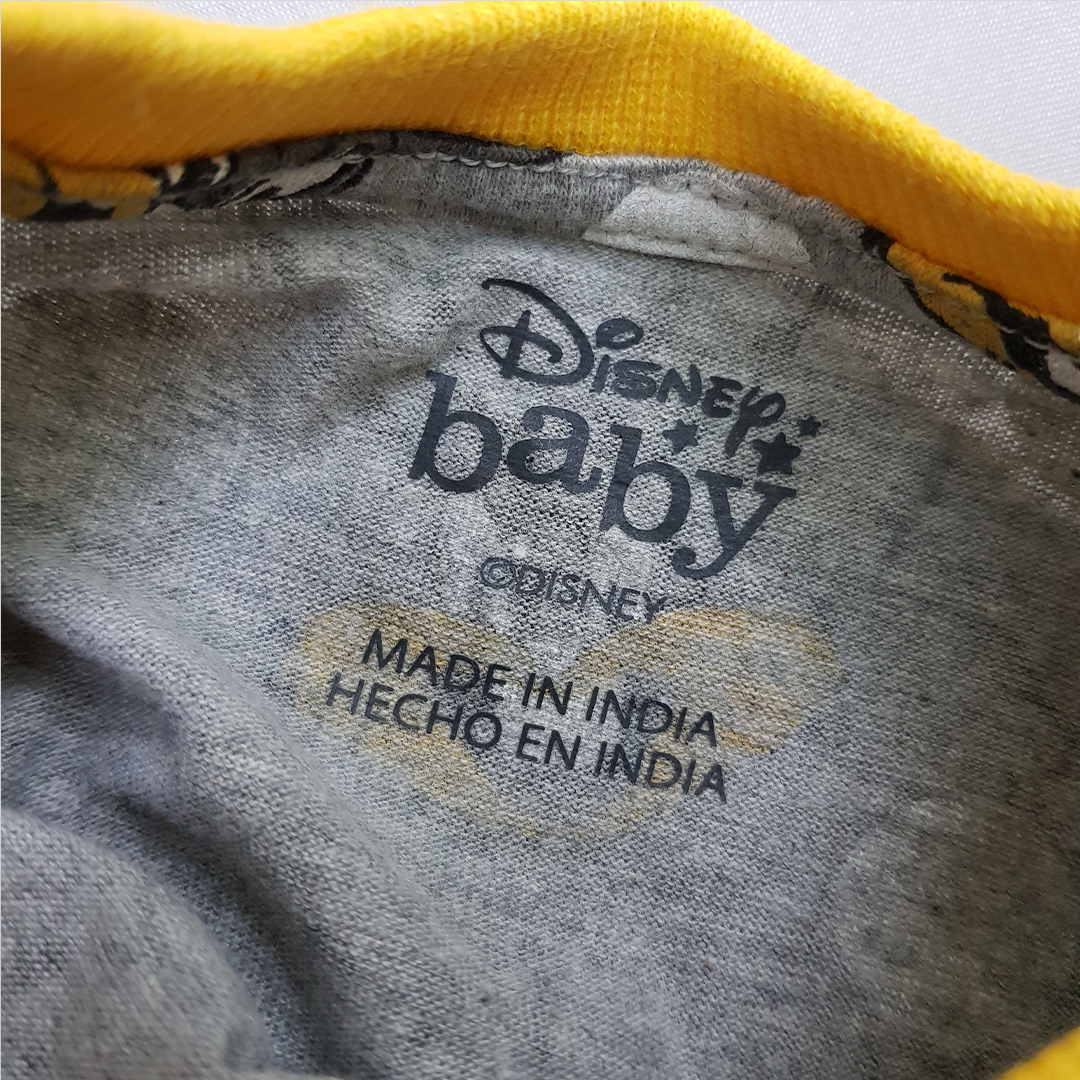 Disney
baby
©DISNEY
MADE IN INDIA
HECHO EN INDIA